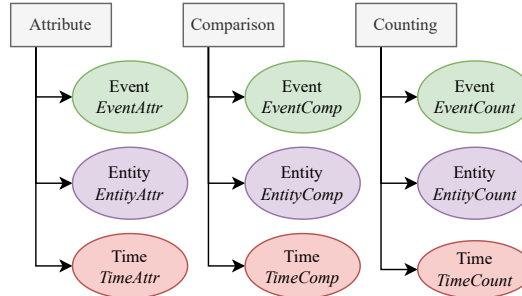 Attribute
Comparison
Counting
Event
EventAttr
Event
EventComp
Event
EventCount
Entity
EntityAttr
Entity
EntityComp
Entity
EntityCount
Time
TimeAttr
Time
TimeComp
Time
TimeCount